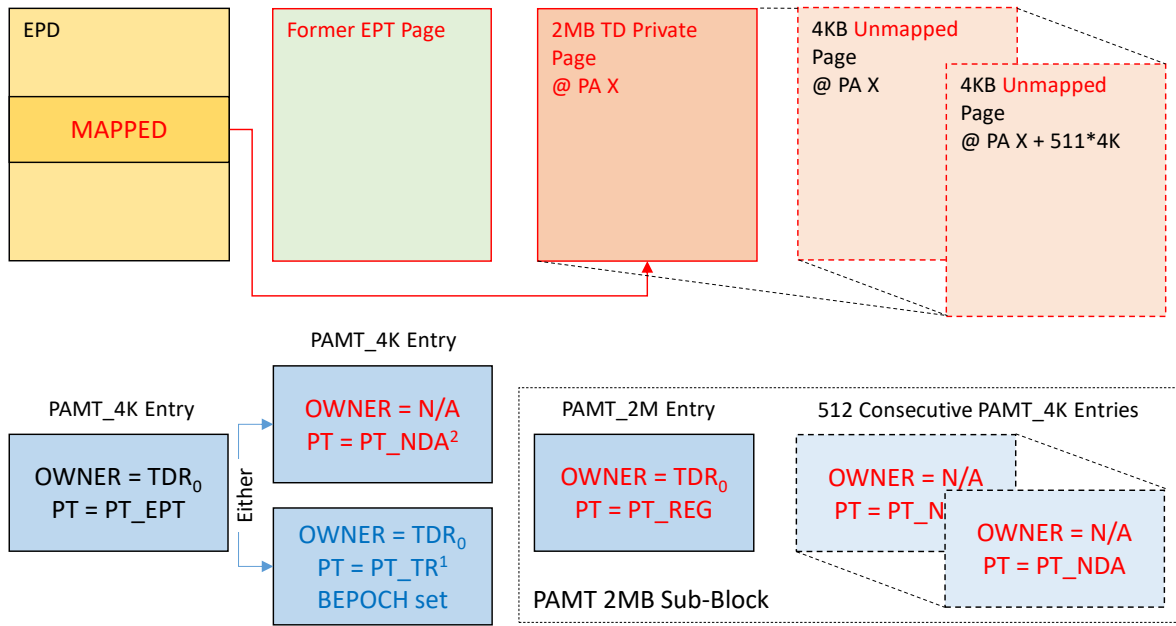 EPD
MAPPED
Former EPT Page
2MB TD Private
Page
@ PA X
4KB Unmapped
Page
@ PA X
4KB Unmapped
Page
@ PA X + 511*4K
PAMT_4K Entry
OWNER = TDR₀
PT = PT_EPT
Either
PAMT_4K Entry
OWNER = N/A
PT = PT_NDA²
OWNER = TDR₀
PT = PT_TR¹
BEPOCH set
PAMT_2M Entry
OWNER = TDR₀
PT = PT_REG
512 Consecutive PAMT_4K Entries
OWNER = N/A
PT = PT_N
OWNER = N/A
PT = PT_NDA
PAMT 2MB Sub-Block